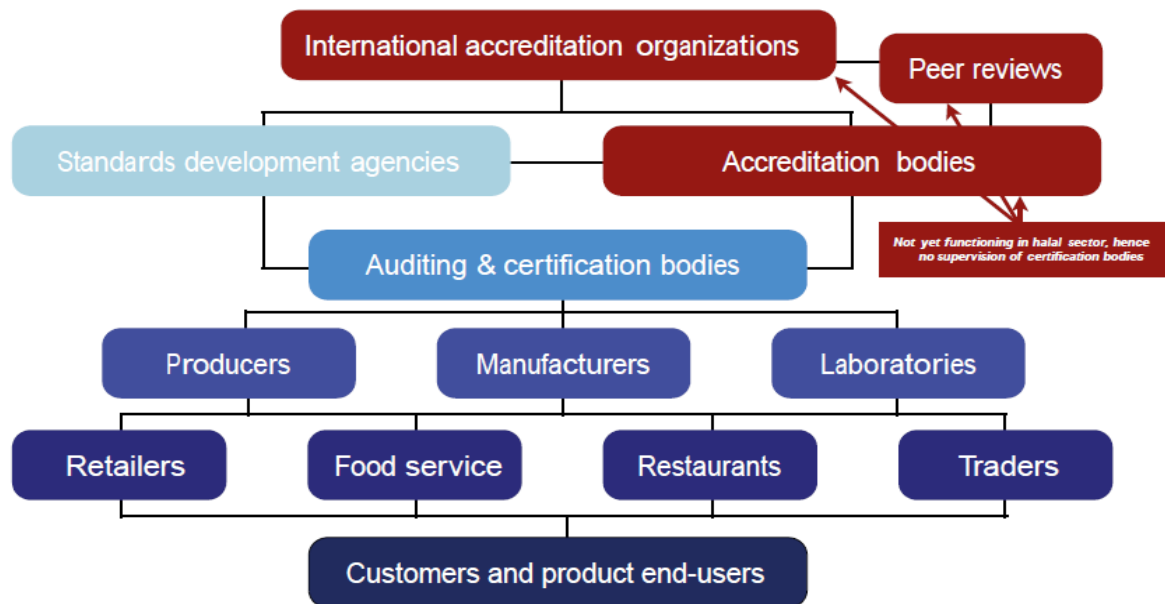 International accreditation organizations
Peer reviews
Standards development agencies
Accreditation bodies
Not yet functioning in halal sector, hence
no supervision of certification bodies
Auditing & certification bodies
Producers
Manufacturers
Laboratories
Retailers
Food service
Restaurants
Traders
Customers and product end-users